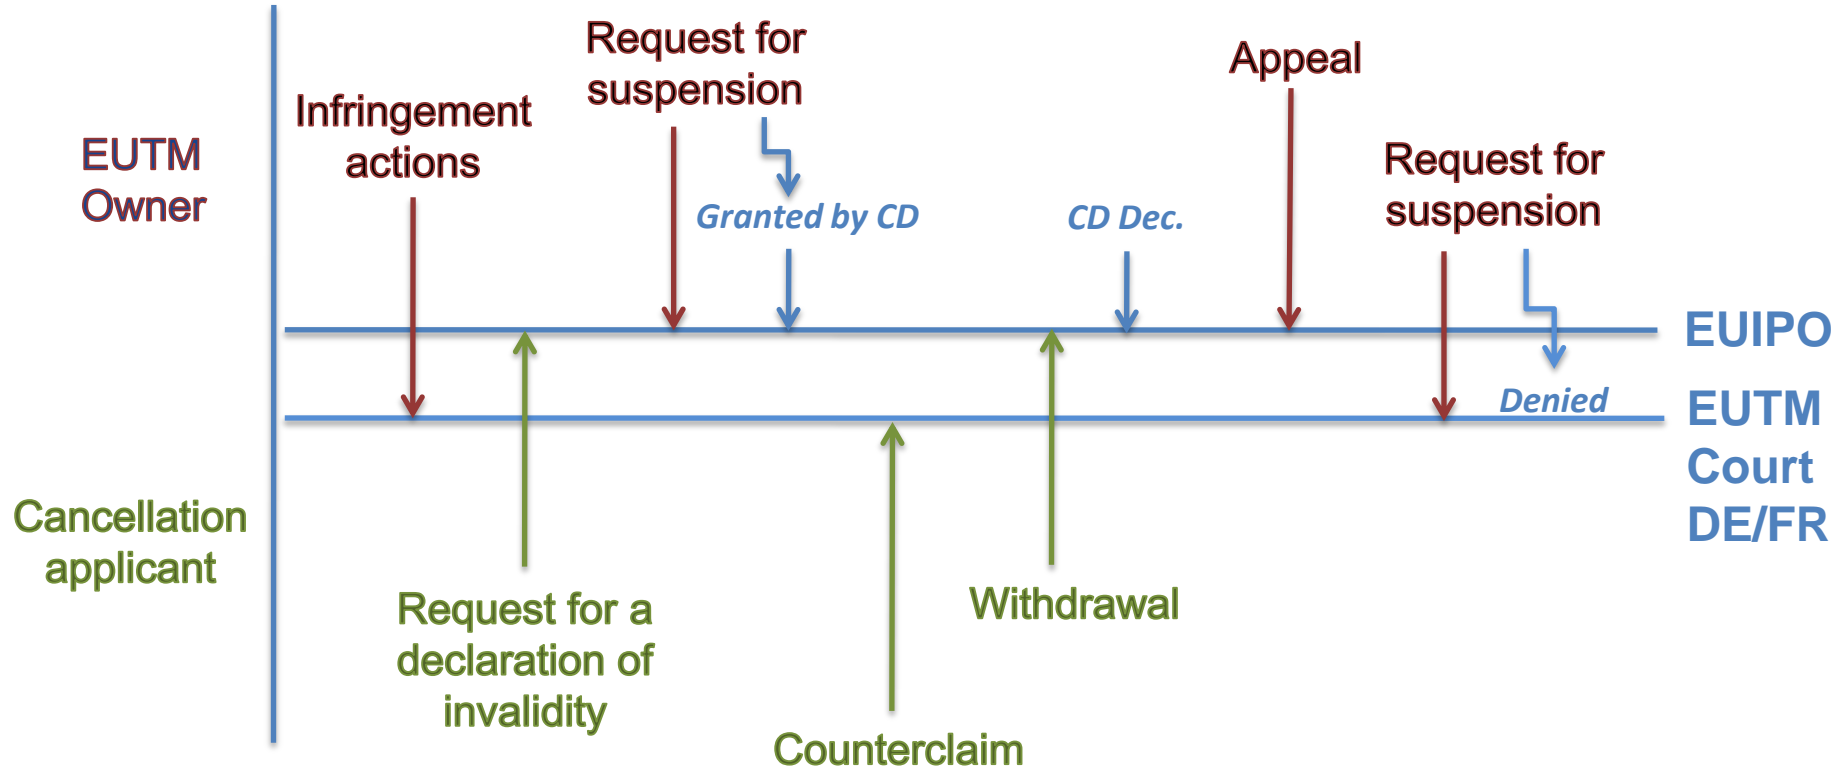 Request for
suspension
Appeal
Infringement
actions
EUTM
Owner
Request for
suspension
Granted by CD
CD Dec.
EUIPO
Denied
EUTM
Court
DE/FR
Cancellation
applicant
Request for a
declaration of
invalidity
Withdrawal
Counterclaim